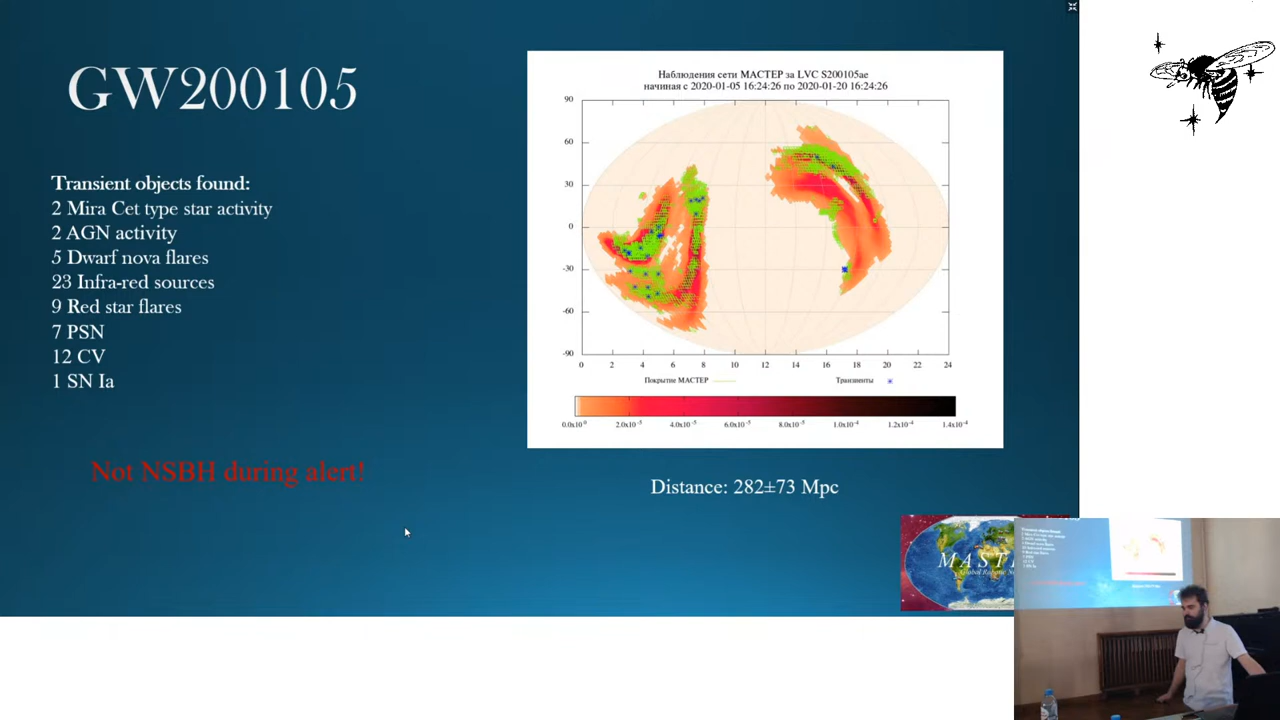 GW200105
Transient objects found:
2 Mira Cet type star activity
2 AGN activity
5 Dwarf nova flares
23 Infra-red sources
9 Red star flares
7 PSN
12 CV
1 SN Ia
Not NSBH during alert!
Наблюдения сети МАСТЕР за LVC S200105ae
начиная с 2020-01-05 16:24:26 по 2020-01-20 16:24:26
90
60
30
0
-30
-60
-90
0 2 4 6 8 10 12 14 16 18 20 22 24
Покрытие МАСТЕР
Транзиенты
0.0x10⁰ 2.0x10⁻⁵ 4.0x10⁻⁵ 6.0x10⁻⁵ 8.0x10⁻⁵ 1.0x10⁻⁴ 1.2x10⁻⁴ 1.4x10⁻⁴
Distance: 282±73 Mpc
MAST
Global Robotic N